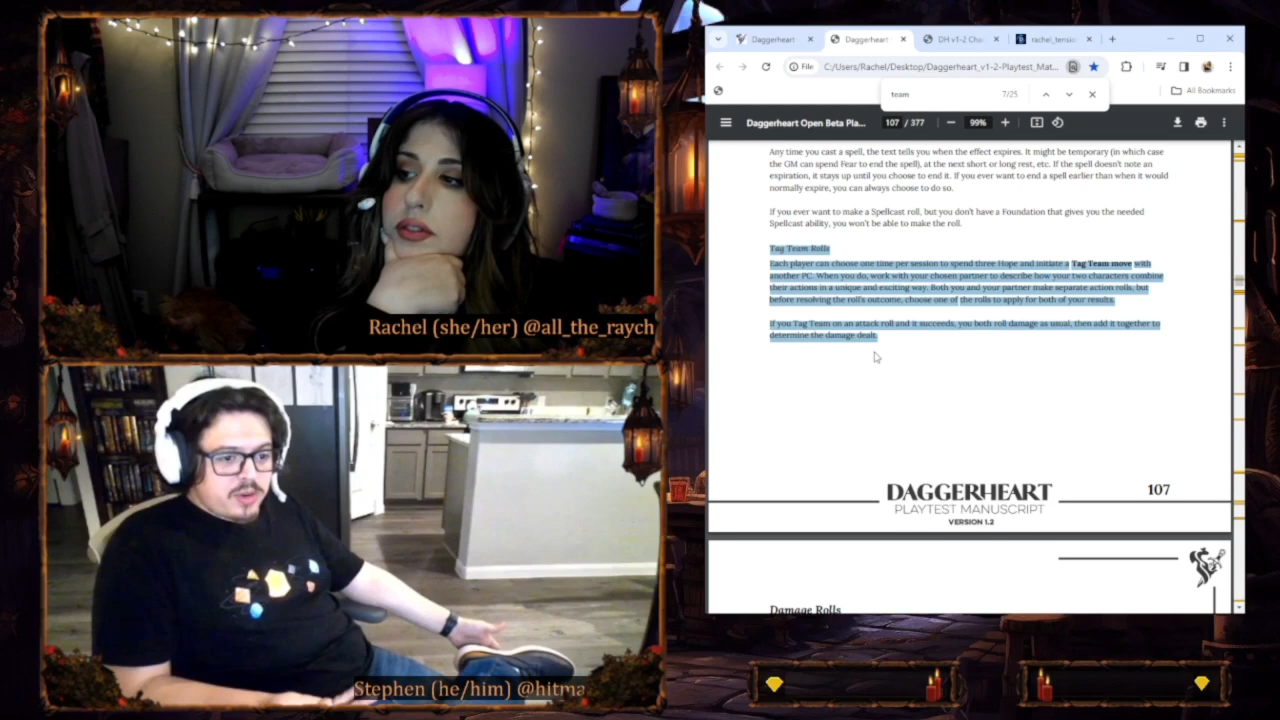 Rachel (she/her) @all_the_raych
Stephen (he/him) @hitma
Daggerheart
Daggerheart
DH v1-2 Cha
rachel_tensio
File
C:/Users/Rachel/Desktop/Daggerheart_v1-2-Playtest_Mat...
All Bookmarks
team
7/25
Daggerheart Open Beta Pla...
107 / 377
99%
Any time you cast a spell, the text tells you when the effect expires. It might be temporary (in which case
the GM can spend Fear to end the spell), at the next short or long rest, etc. If the spell doesn't note an
expiration, it stays up until you choose to end it. If you ever want to end a spell earlier than when it would
normally expire, you can always choose to do so.
If you ever want to make a Spellcast roll, but you don't have a Foundation that gives you the needed
Spellcast ability, you won't be able to make the roll.
Tag Team Rolls
Each player can choose one time per session to spend three Hope and initiate a Tag Team move with
another PC. When you do, work with your chosen partner to describe how your two characters combine
their actions in a unique and exciting way. Both you and your partner make separate action rolls, but
before resolving the roll's outcome, choose one of the rolls to apply for both of your results.
If you Tag Team on an attack roll and it succeeds, you both roll damage as usual, then add it together to
determine the damage dealt.
DAGGERHEART
PLAYTEST MANUSCRIPT
VERSION 1.2
107
Damage Rolls